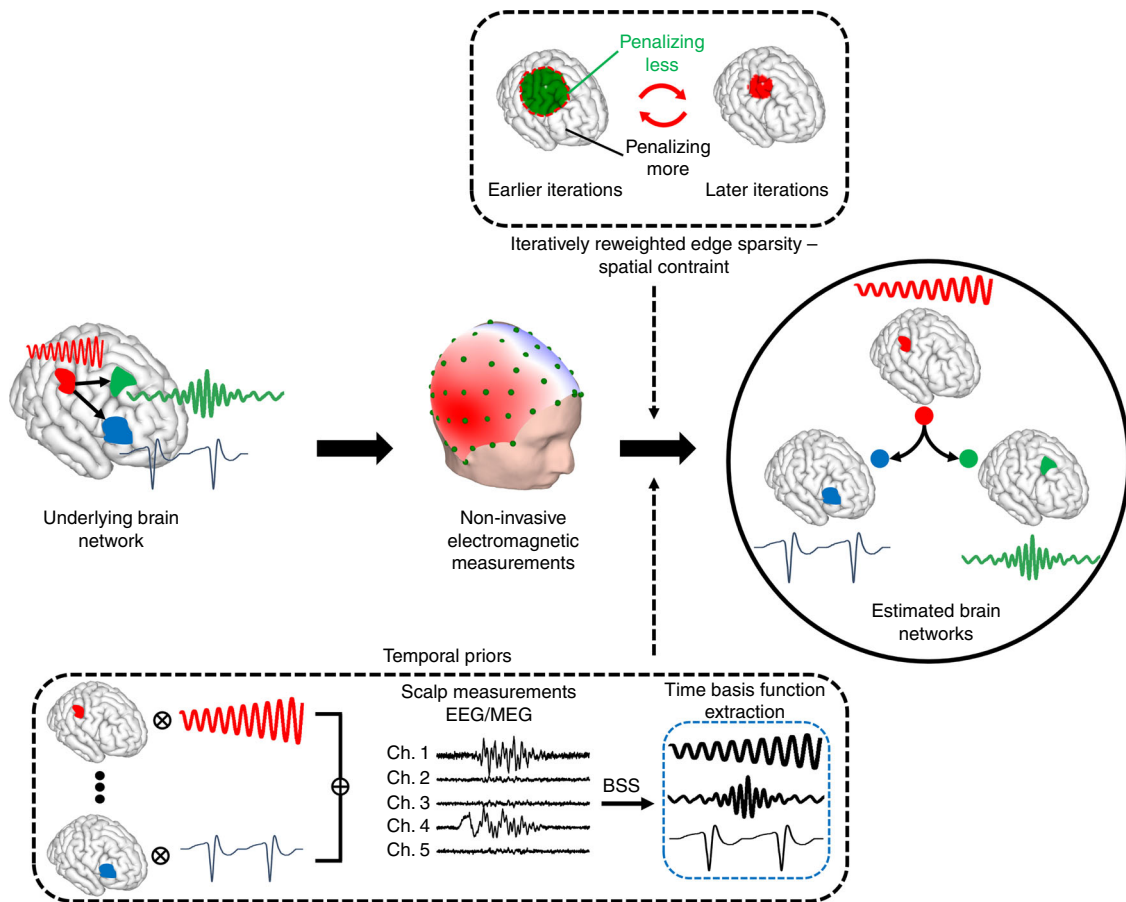 Penalizing
less
Penalizing
more
Earlier iterations
Later iterations
Iteratively reweighted edge sparsity –
spatial contraint
Underlying brain
network
Non-invasive
electromagnetic
measurements
Estimated brain
networks
Temporal priors
Scalp measurements
EEG/MEG
Ch. 1
Ch. 2
Ch. 3
Ch. 4
Ch. 5
BSS
Time basis function
extraction